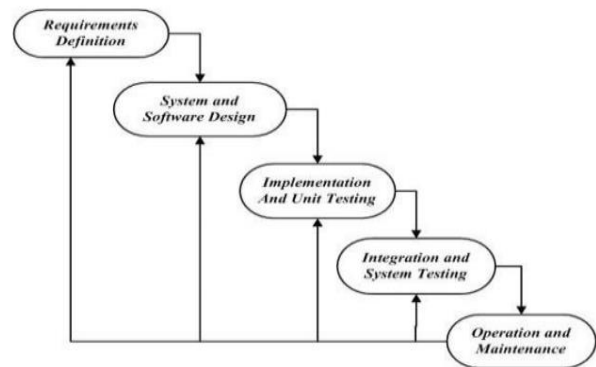 Requirements
Definition
System and
Software Design
Implementation
And Unit Testing
Integration and
System Testing
Operation and
Maintenance